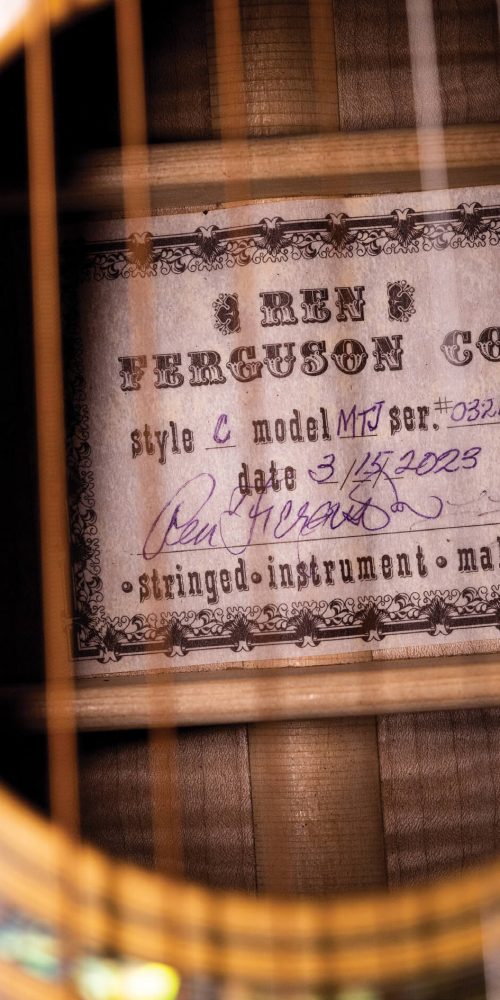 REN
FERGUSON CO
style C model MTJ ser.#032
date 3/15/2023
Ren Ferguson
•stringed•instrument•ma